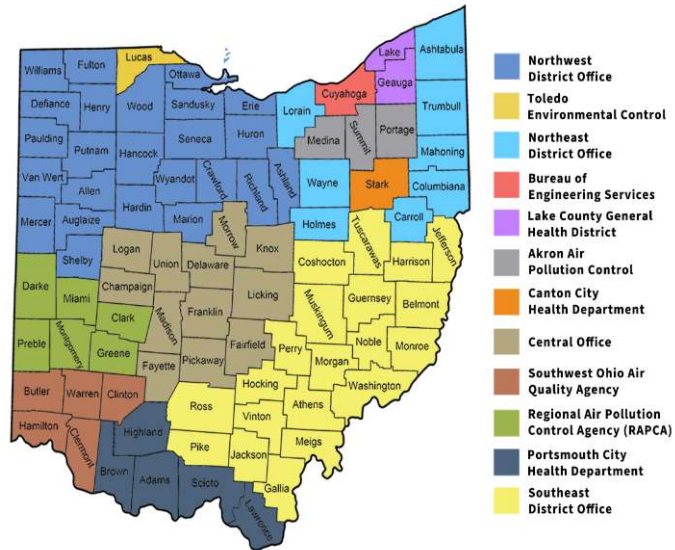 Lake
Ashtabula
Lucas
Fulton
Williams
Ottawa
Geauga
Cuyahoga
Defiance
Henry
Wood
Sandusky
Erie
Lorain
Trumbull
Huron
Medina
Summit
Portage
Paulding
Putnam
Seneca
Hancock
Mahoning
Van Wert
Wyandot
Crawford
Richland
Ashland
Wayne
Stark
Columbiana
Allen
Hardin
Marion
Morrow
Holmes
Carroll
Mercer
Auglaize
Tuscarawas
Jefferson
Logan
Union
Delaware
Knox
Coshocton
Harrison
Shelby
Darke
Miami
Champaign
Licking
Guernsey
Belmont
Clark
Madison
Franklin
Muskingum
Preble
Montgomery
Greene
Fairfield
Perry
Noble
Monroe
Fayette
Pickaway
Morgan
Washington
Butler
Warren
Clinton
Hocking
Athens
Ross
Vinton
Hamilton
Clermont
Highland
Pike
Jackson
Meigs
Brown
Adams
Scioto
Gallia
Lawrence
Northwest
District Office
Toledo
Environmental Control
Northeast
District Office
Bureau of
Engineering Services
Lake County General
Health District
Akron Air
Pollution Control
Canton City
Health Department
Central Office
Southwest Ohio Air
Quality Agency
Regional Air Pollution
Control Agency (RAPCA)
Portsmouth City
Health Department
Southeast
District Office